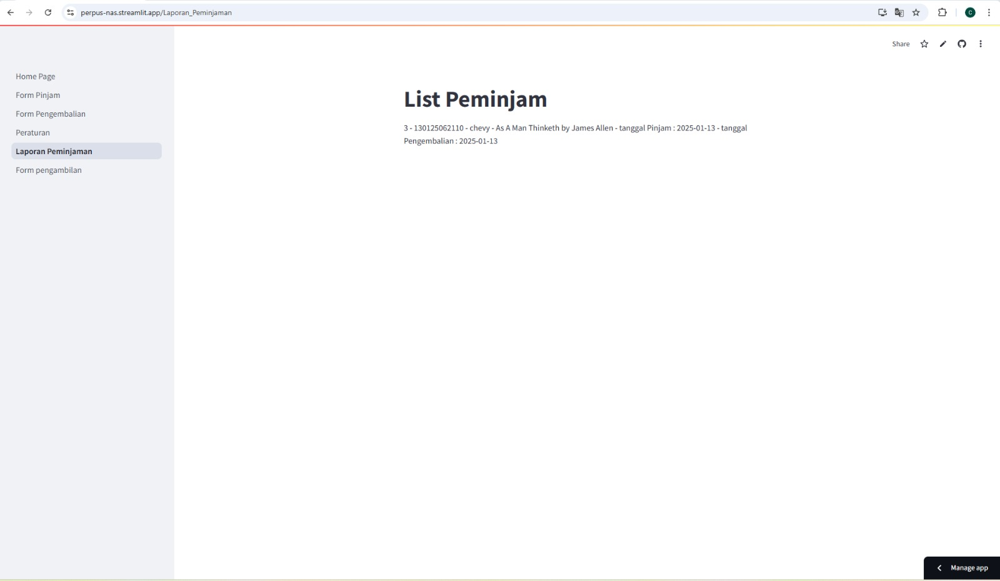 perpus-nas.streamlit.app/Laporan_Peminjaman
C
Share
Home Page
Form Pinjam
Form Pengembalian
Peraturan
Laporan Peminjaman
Form pengambilan
List Peminjam
3 - 130125062110 - chevy - As A Man Thinketh by James Allen - tanggal Pinjam : 2025-01-13 - tanggal
Pengembalian : 2025-01-13
Manage app